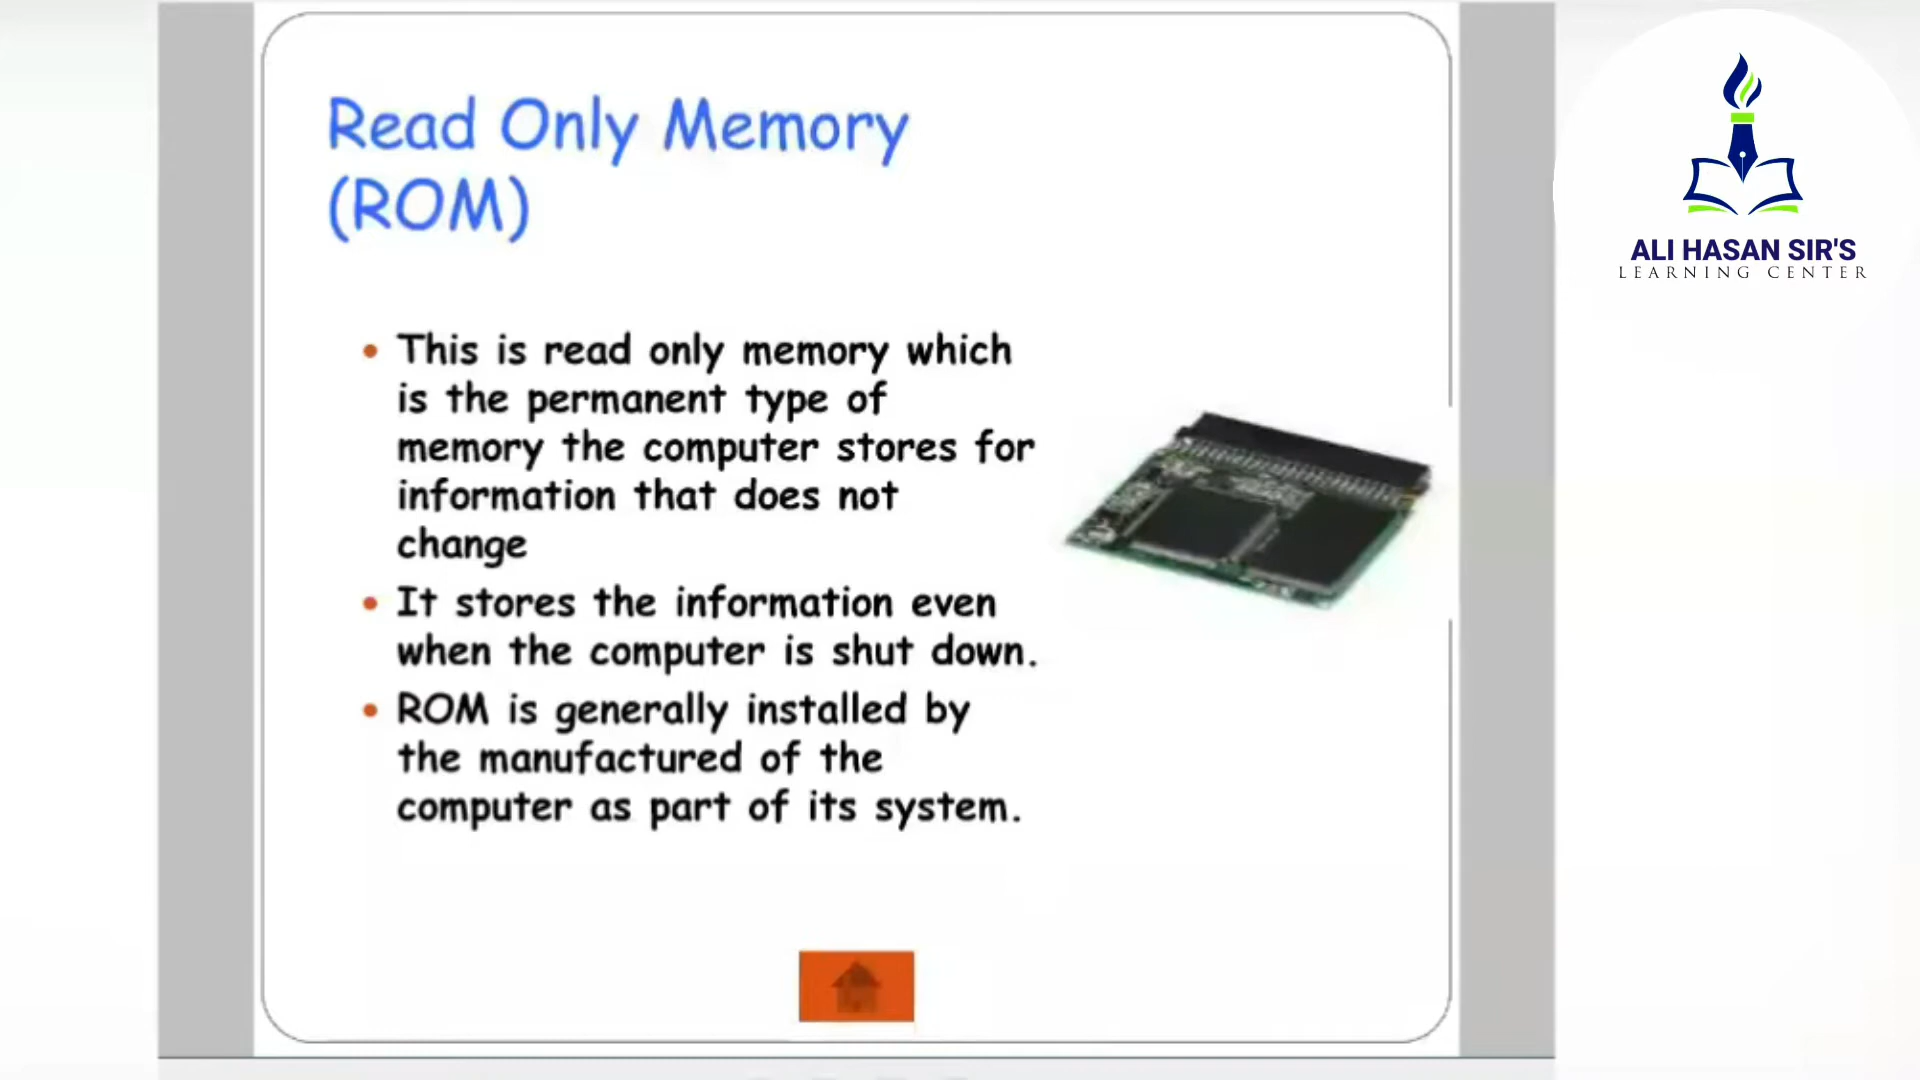 Read Only Memory
(ROM)
• This is read only memory which
is the permanent type of
memory the computer stores for
information that does not
change
• It stores the information even
when the computer is shut down.
• ROM is generally installed by
the manufactured of the
computer as part of its system.
ALI HASAN SIR'S
LEARNING CENTER